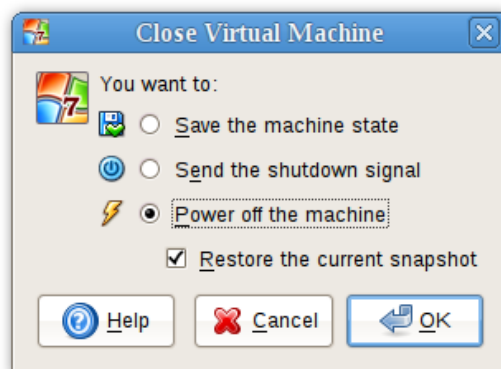 Close Virtual Machine
7
You want to:
Save the machine state
Send the shutdown signal
Power off the machine
Restore the current snapshot
Help
Cancel
OK